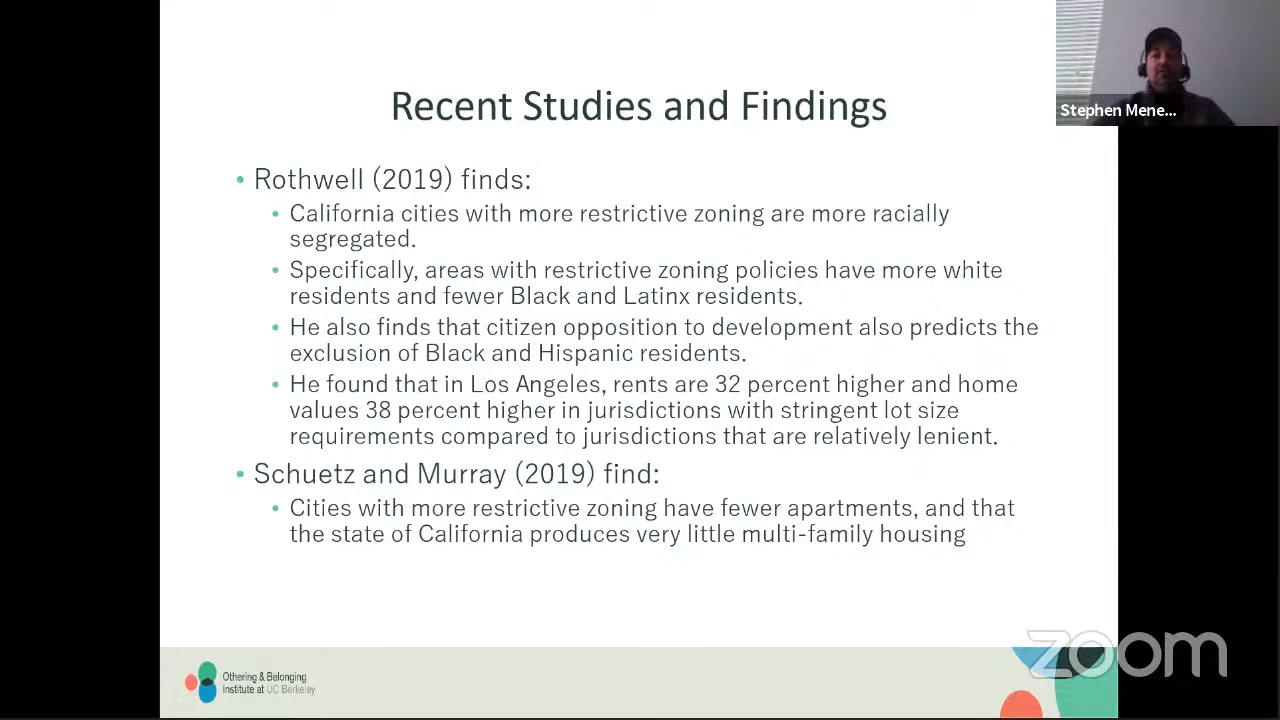 Recent Studies and Findings
• Rothwell (2019) finds:
• California cities with more restrictive zoning are more racially
segregated.
• Specifically, areas with restrictive zoning policies have more white
residents and fewer Black and Latinx residents.
• He also finds that citizen opposition to development also predicts the
exclusion of Black and Hispanic residents.
• He found that in Los Angeles, rents are 32 percent higher and home
values 38 percent higher in jurisdictions with stringent lot size
requirements compared to jurisdictions that are relatively lenient.
• Schuetz and Murray (2019) find:
• Cities with more restrictive zoning have fewer apartments, and that
the state of California produces very little multi-family housing
Stephen Mene...
Othering & Belonging
Institute at UC Berkeley
zoom